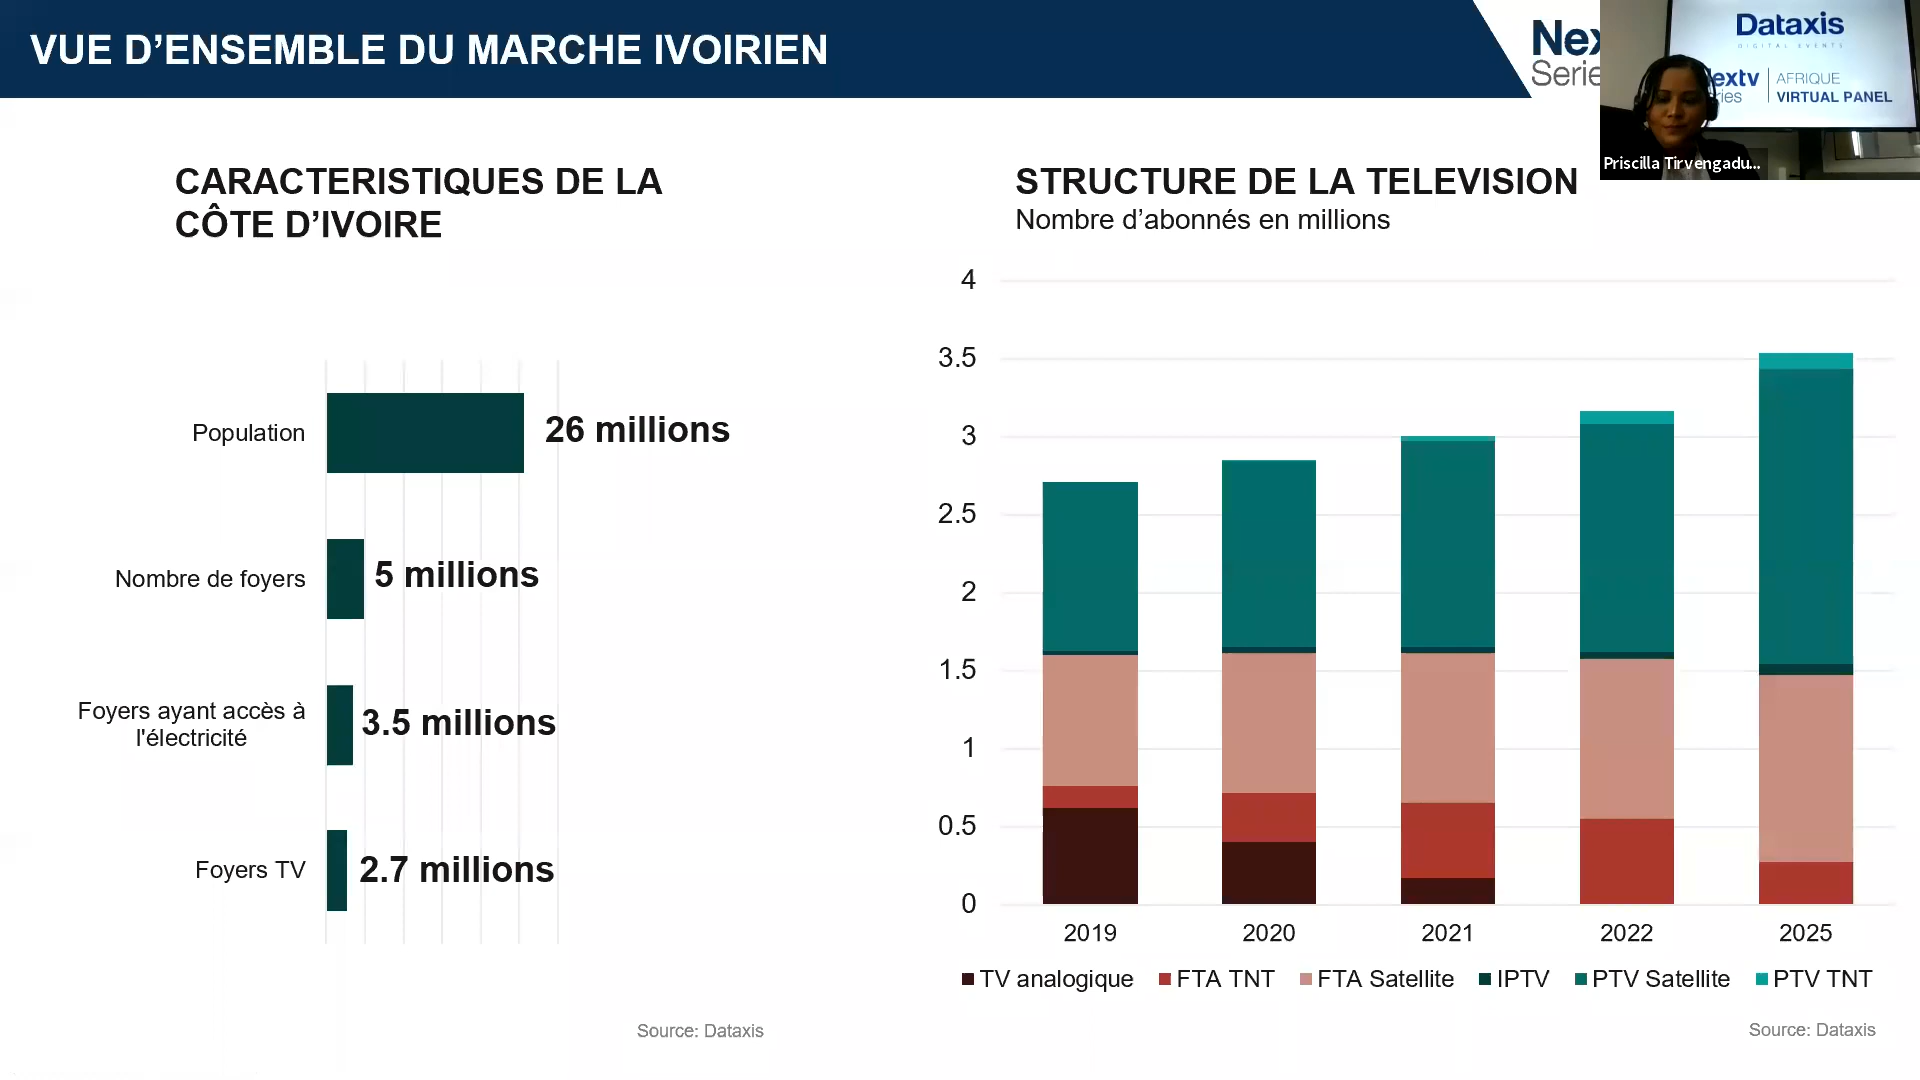 VUE D’ENSEMBLE DU MARCHE IVOIRIEN
Dataxis
DIGITAL EVENTS
AFRIQUE
VIRTUAL PANEL
Priscilla Tirvengadu...
CARACTERISTIQUES DE LA
CÔTE D’IVOIRE
Population
26 millions
Nombre de foyers
5 millions
Foyers ayant accès à
l'électricité
3.5 millions
Foyers TV
2.7 millions
Source: Dataxis
STRUCTURE DE LA TELEVISION
Nombre d’abonnés en millions
4
3.5
3
2.5
2
1.5
1
0.5
0
2019 2020 2021 2022 2025
TV analogique FTA TNT FTA Satellite IPTV PTV Satellite PTV TNT
Source: Dataxis